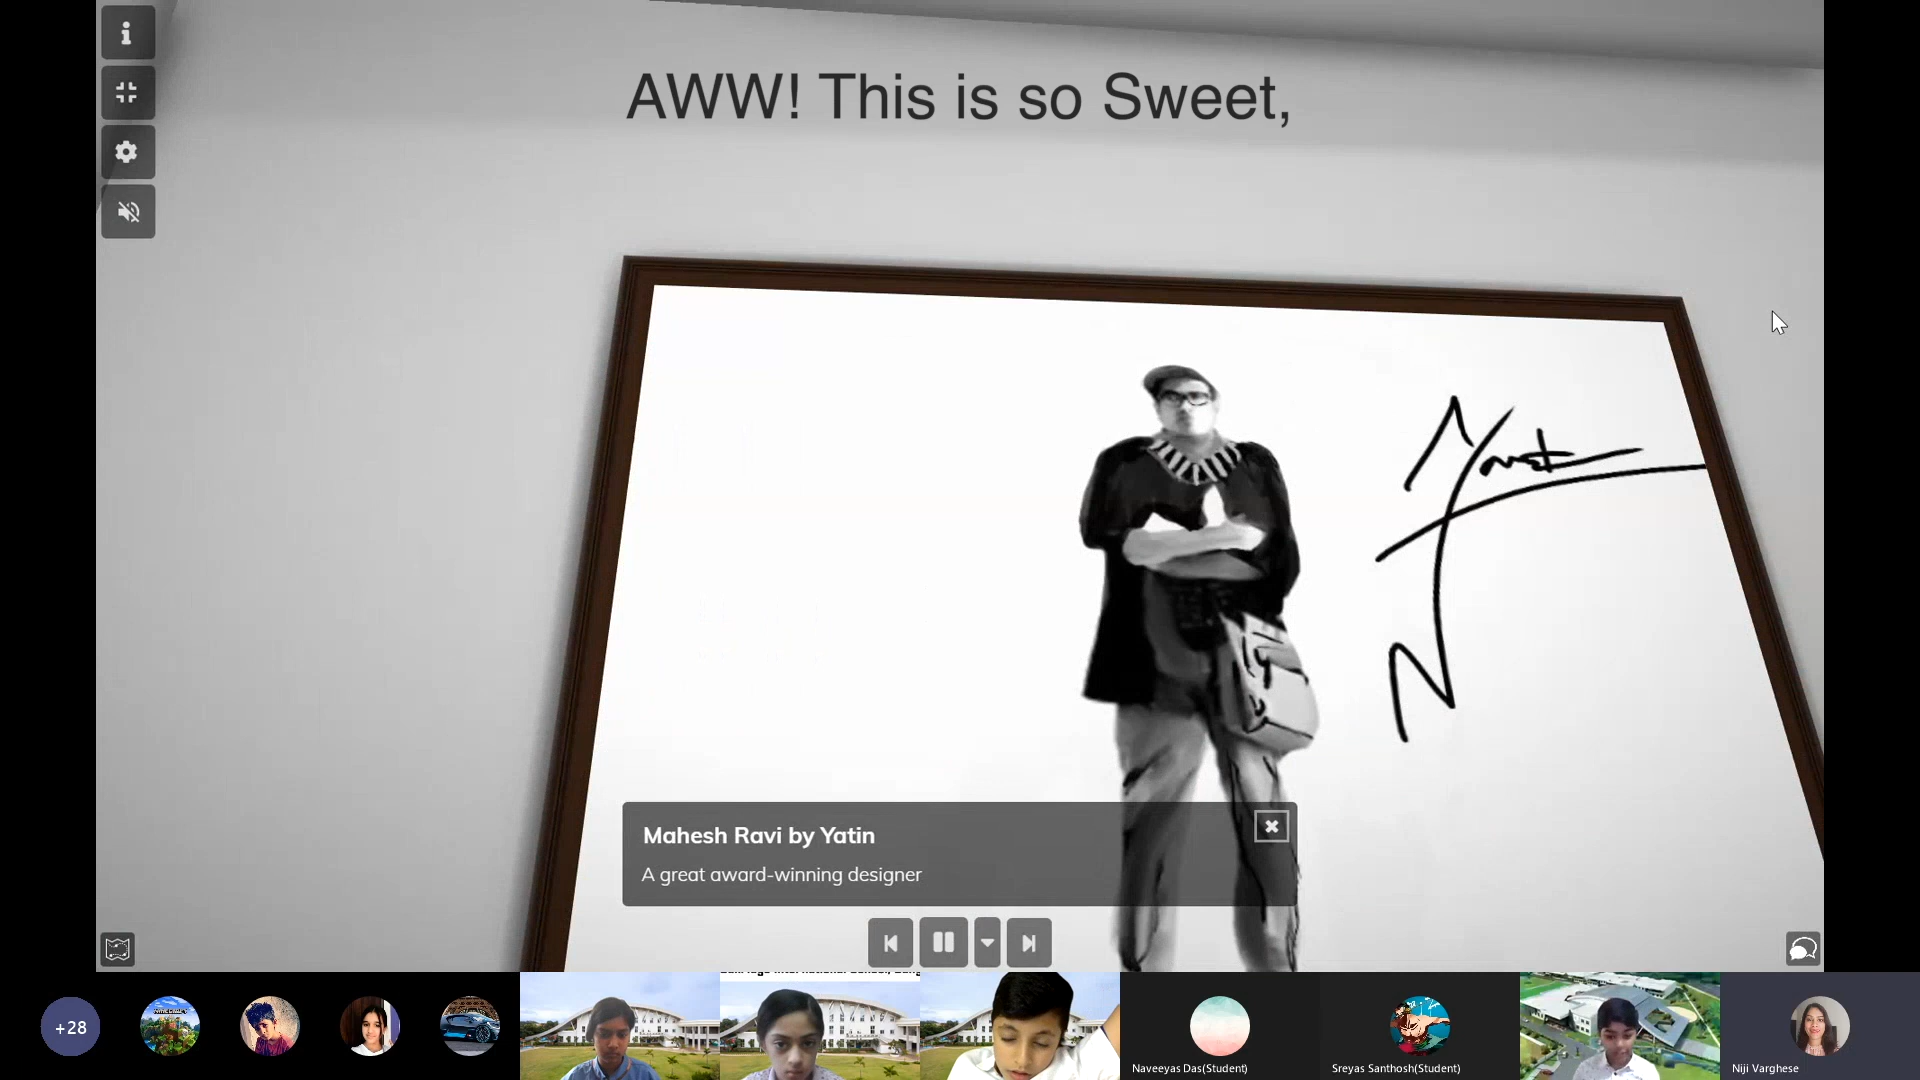 AWW! This is so Sweet,
Mahesh Ravi by Yatin
A great award-winning designer
+28
MINECRAFT
Naveeyas Das(Student)
Sreyas Santhosh(Student)
Niji Varghese